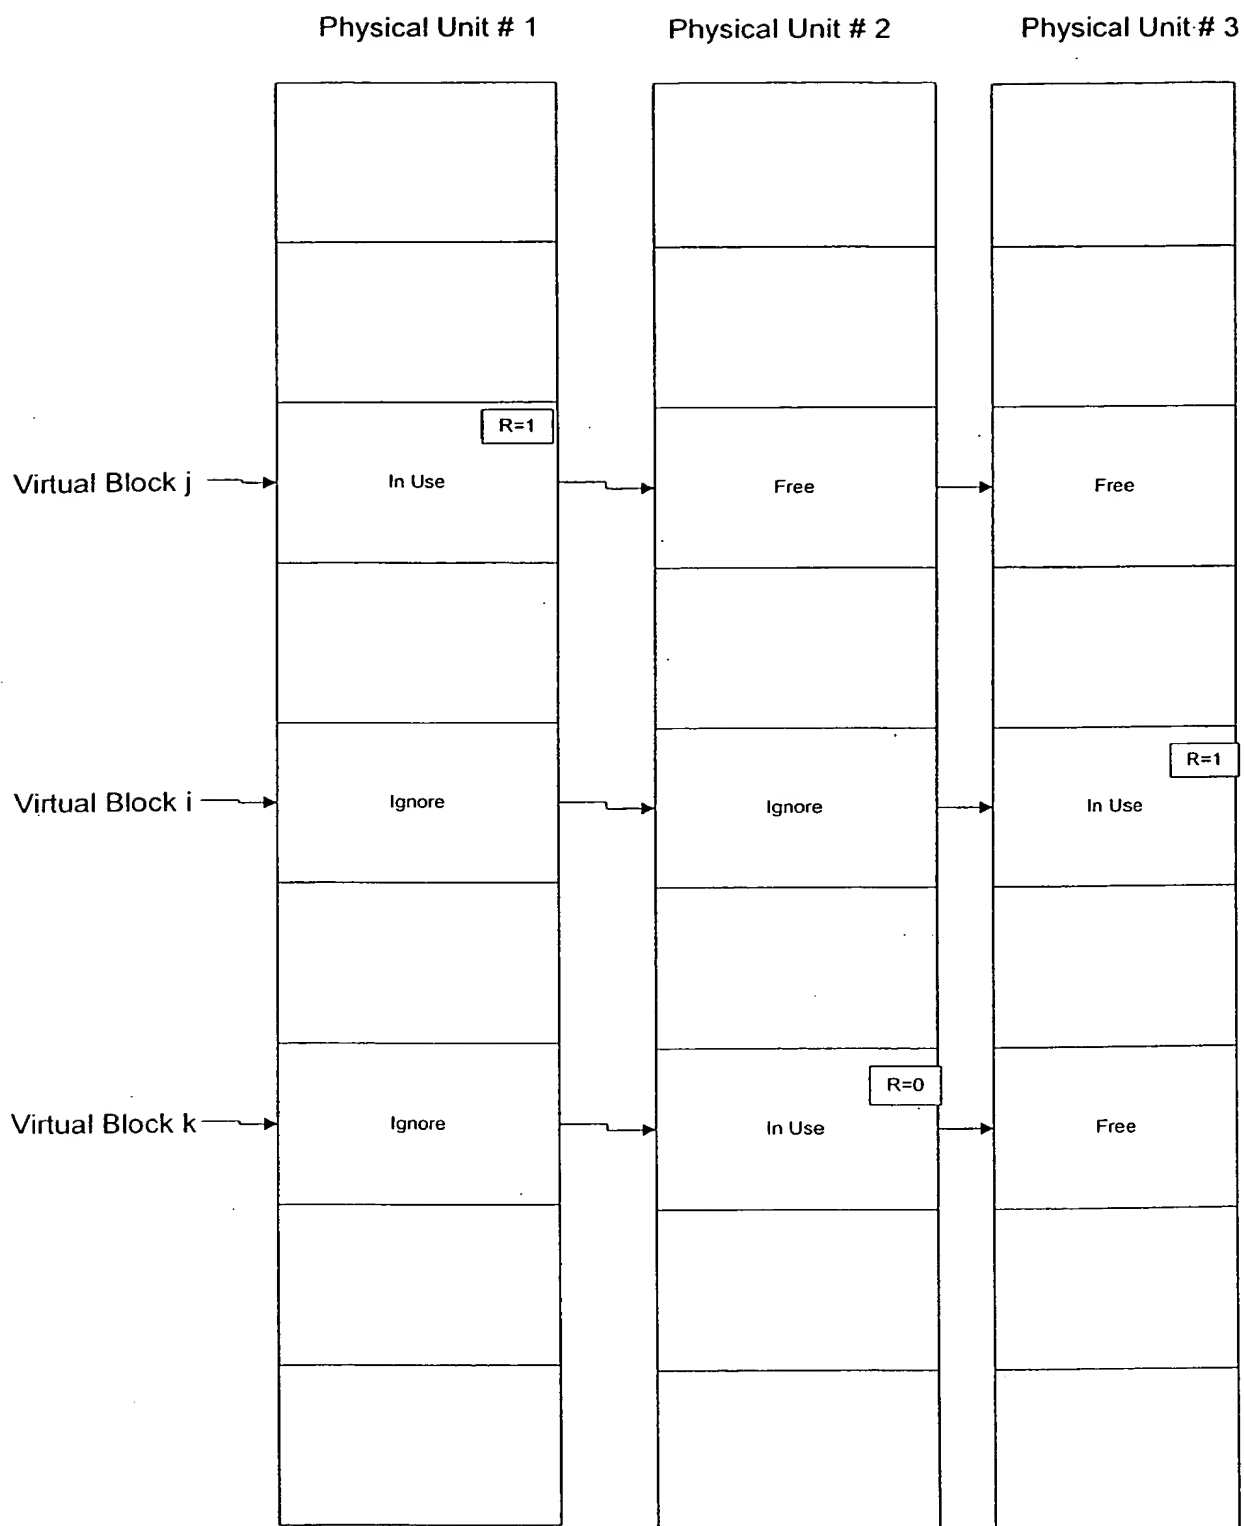 Physical Unit # 1 Physical Unit # 2 Physical Unit # 3
R=1
Virtual Block j In Use Free Free
R=1
Virtual Block i Ignore Ignore In Use
R=0
Virtual Block k Ignore In Use Free